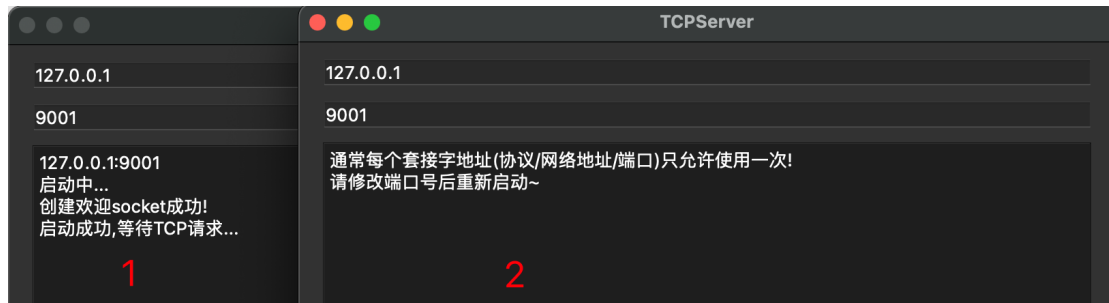 127.0.0.1
9001
127.0.0.1:9001
启动中...
创建欢迎socket成功!
启动成功,等待TCP请求...
1
TCPServer
127.0.0.1
9001
通常每个套接字地址(协议/网络地址/端口)只允许使用一次!
请修改端口号后重新启动~
2